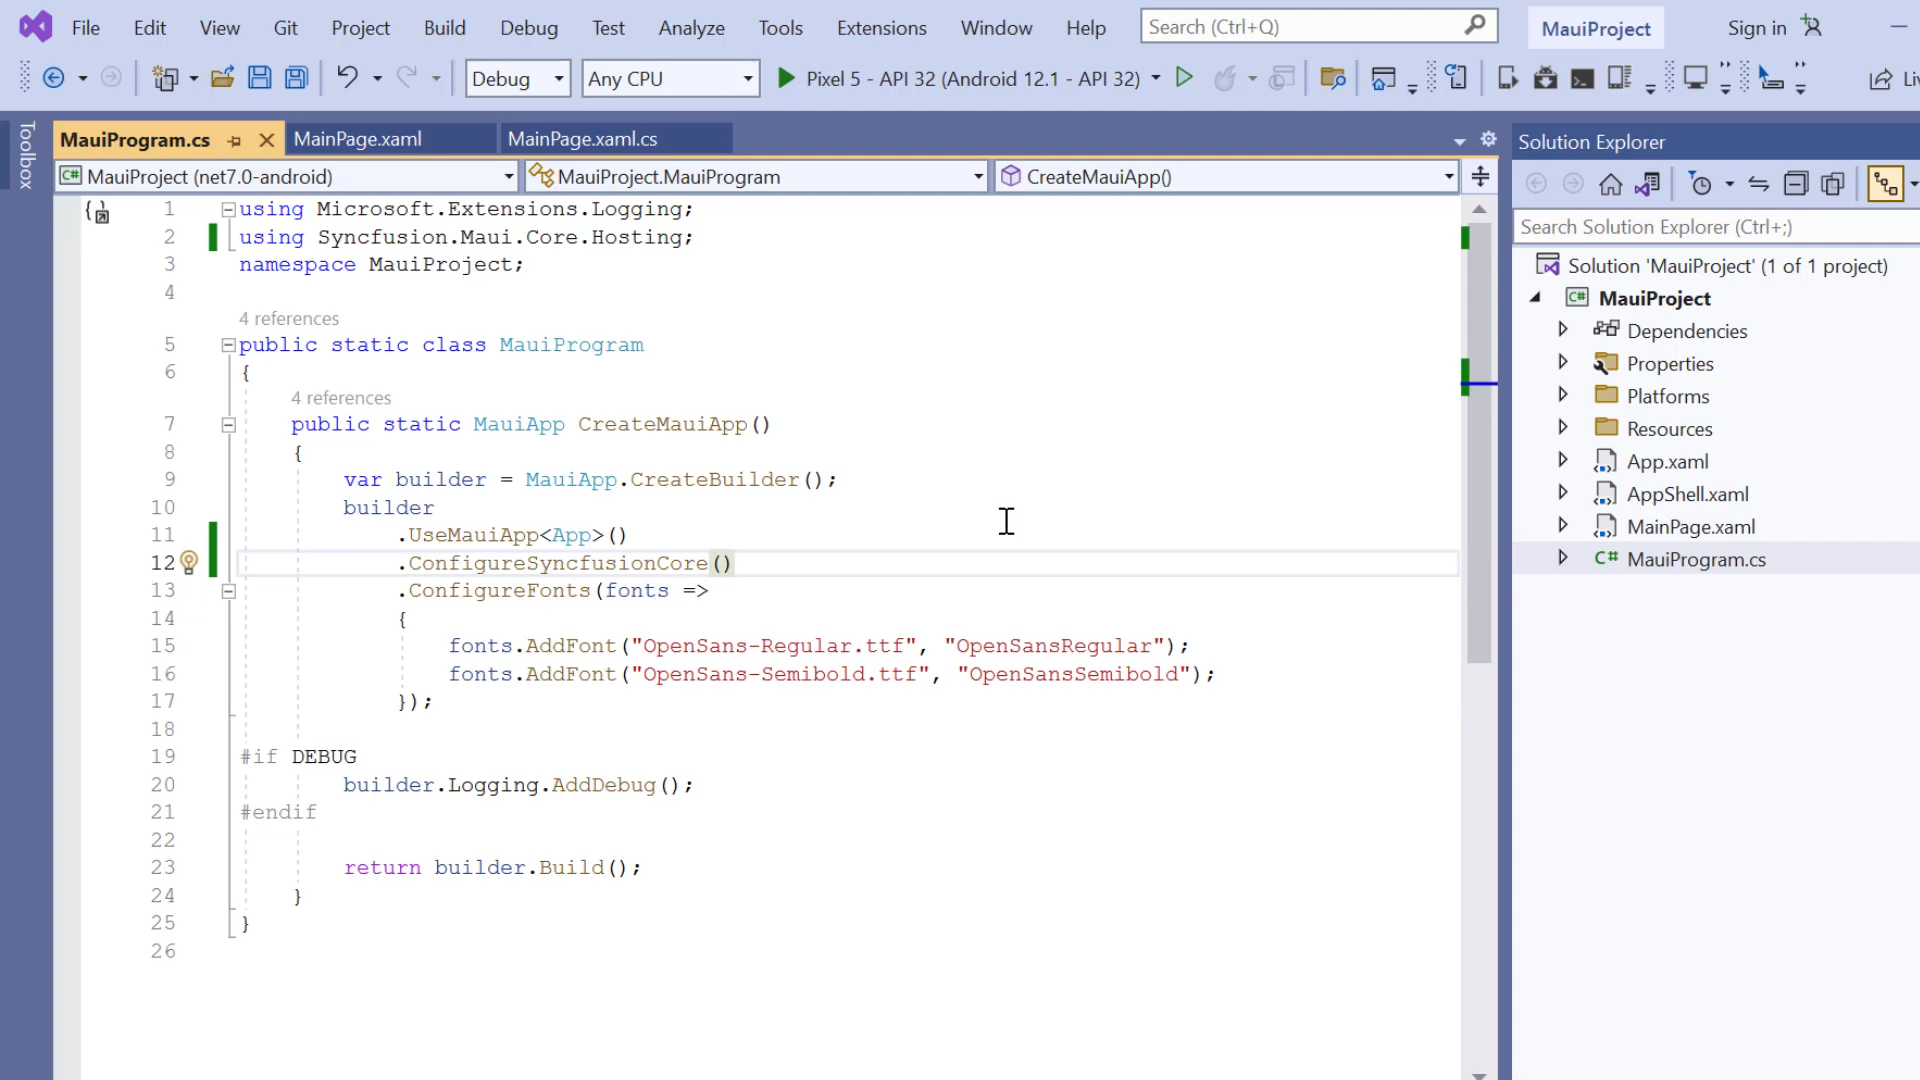 File Edit View Git Project Build Debug Test Analyze Tools Extensions Window Help Search (Ctrl+Q) MauiProject Sign in
Debug Any CPU Pixel 5 - API 32 (Android 12.1 - API 32) Liv
Toolbox
MauiProgram.cs MainPage.xaml MainPage.xaml.cs
MauiProject (net7.0-android) MauiProject.MauiProgram CreateMauiApp()
1 using Microsoft.Extensions.Logging;
2 using Syncfusion.Maui.Core.Hosting;
3 namespace MauiProject;
4
4 references
5 public static class MauiProgram
6 {
4 references
7 public static MauiApp CreateMauiApp()
8 {
9 var builder = MauiApp.CreateBuilder();
10 builder
11 .UseMauiApp<App>()
12 .ConfigureSyncfusionCore()
13 .ConfigureFonts(fonts =>
14 {
15 fonts.AddFont("OpenSans-Regular.ttf", "OpenSansRegular");
16 fonts.AddFont("OpenSans-Semibold.ttf", "OpenSansSemibold");
17 });
18
19 #if DEBUG
20 builder.Logging.AddDebug();
21 #endif
22
23 return builder.Build();
24 }
25 }
26
Solution Explorer
Search Solution Explorer (Ctrl+;)
Solution 'MauiProject' (1 of 1 project)
C# MauiProject
Dependencies
Properties
Platforms
Resources
App.xaml
AppShell.xaml
MainPage.xaml
C# MauiProgram.cs